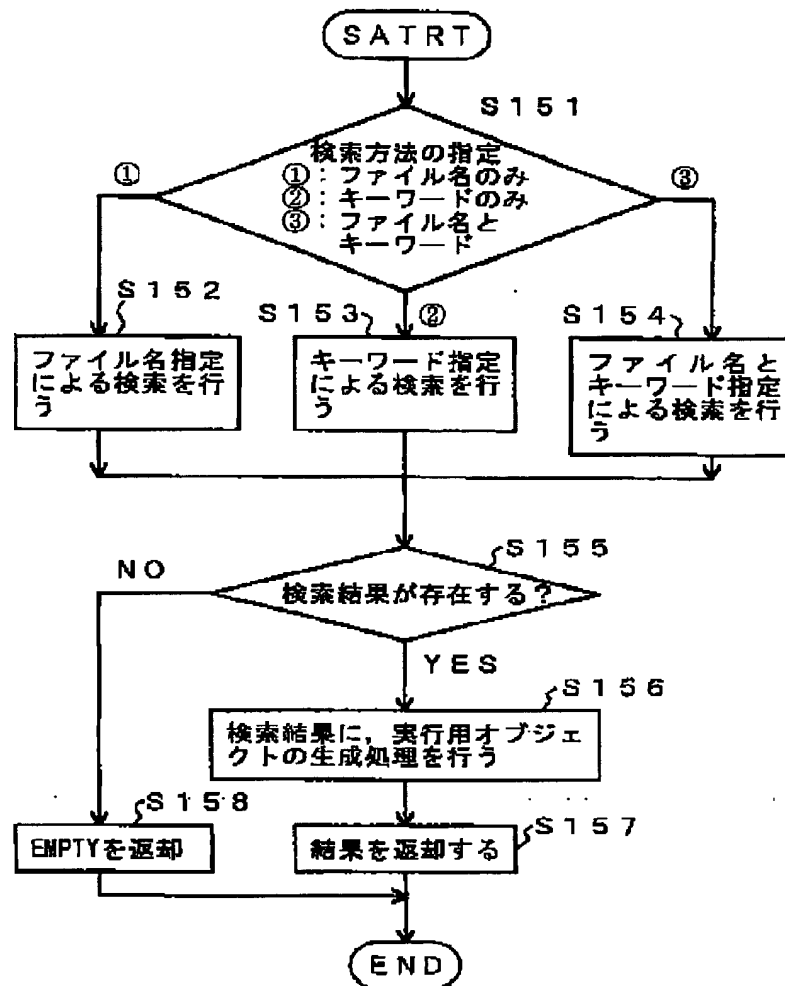 SATRT
S151
検索方法の指定
①:ファイル名のみ
②:キーワードのみ
③:ファイル名と
キーワード
①
③
S152
ファイル名指定
による検索を行
う
S153
②
キーワード指定
による検索を行
う
S154
ファイル名と
キーワード指定
による検索を行
う
S155
検索結果が存在する?
NO
YES
S156
検索結果に,実行用オブジェ
クトの生成処理を行う
S158
EMPTYを返却
S157
結果を返却する
END